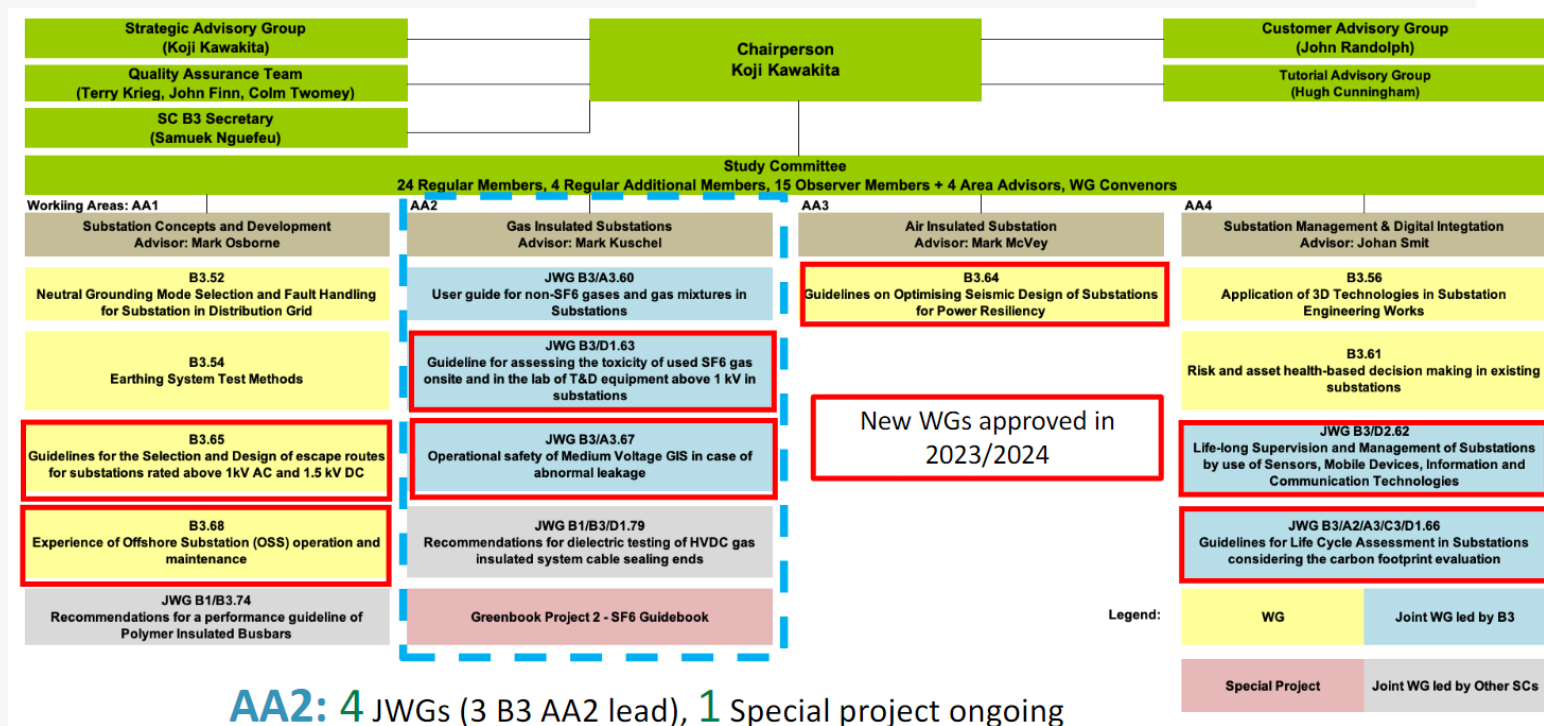 Strategic Advisory Group
(Koji Kawakita)
Chairperson
Koji Kawakita
Customer Advisory Group
(John Randolph)
Quality Assurance Team
(Terry Krieg, John Finn, Colm Twomey)
Tutorial Advisory Group
(Hugh Cunningham)
SC B3 Secretary
(Samuek Nguefeu)
Study Committee
24 Regular Members, 4 Regular Additional Members, 15 Observer Members + 4 Area Advisors, WG Convenors
Workiing Areas: AA1
Substation Concepts and Development
Advisor: Mark Osborne
B3.52
Neutral Grounding Mode Selection and Fault Handling
for Substation in Distribution Grid
B3.54
Earthing System Test Methods
B3.65
Guidelines for the Selection and Design of escape routes
for substations rated above 1kV AC and 1.5 kV DC
B3.68
Experience of Offshore Substation (OSS) operation and
maintenance
JWG B1/B3.74
Recommendations for a performance guideline of
Polymer Insulated Busbars
AA2
Gas Insulated Substations
Advisor: Mark Kuschel
JWG B3/A3.60
User guide for non-SF6 gases and gas mixtures in
Substations
JWG B3/D1.63
Guideline for assessing the toxicity of used SF6 gas
onsite and in the lab of T&D equipment above 1 kV in
substations
JWG B3/A3.67
Operational safety of Medium Voltage GIS in case of
abnormal leakage
JWG B1/B3/D1.79
Recommendations for dielectric testing of HVDC gas
insulated system cable sealing ends
Greenbook Project 2 - SF6 Guidebook
AA3
Air Insulated Substation
Advisor: Mark McVey
B3.64
Guidelines on Optimising Seismic Design of Substations
for Power Resiliency
New WGs approved in
2023/2024
AA4
Substation Management & Digital Integtation
Advisor: Johan Smit
B3.56
Application of 3D Technologies in Substation
Engineering Works
B3.61
Risk and asset health-based decision making in existing
substations
JWG B3/D2.62
Life-long Supervision and Management of Substations
by use of Sensors, Mobile Devices, Information and
Communication Technologies
JWG B3/A2/A3/C3/D1.66
Guidelines for Life Cycle Assessment in Substations
considering the carbon footprint evaluation
Legend:
WG
Joint WG led by B3
Special Project
Joint WG led by Other SCs
AA2: 4 JWGs (3 B3 AA2 lead), 1 Special project ongoing